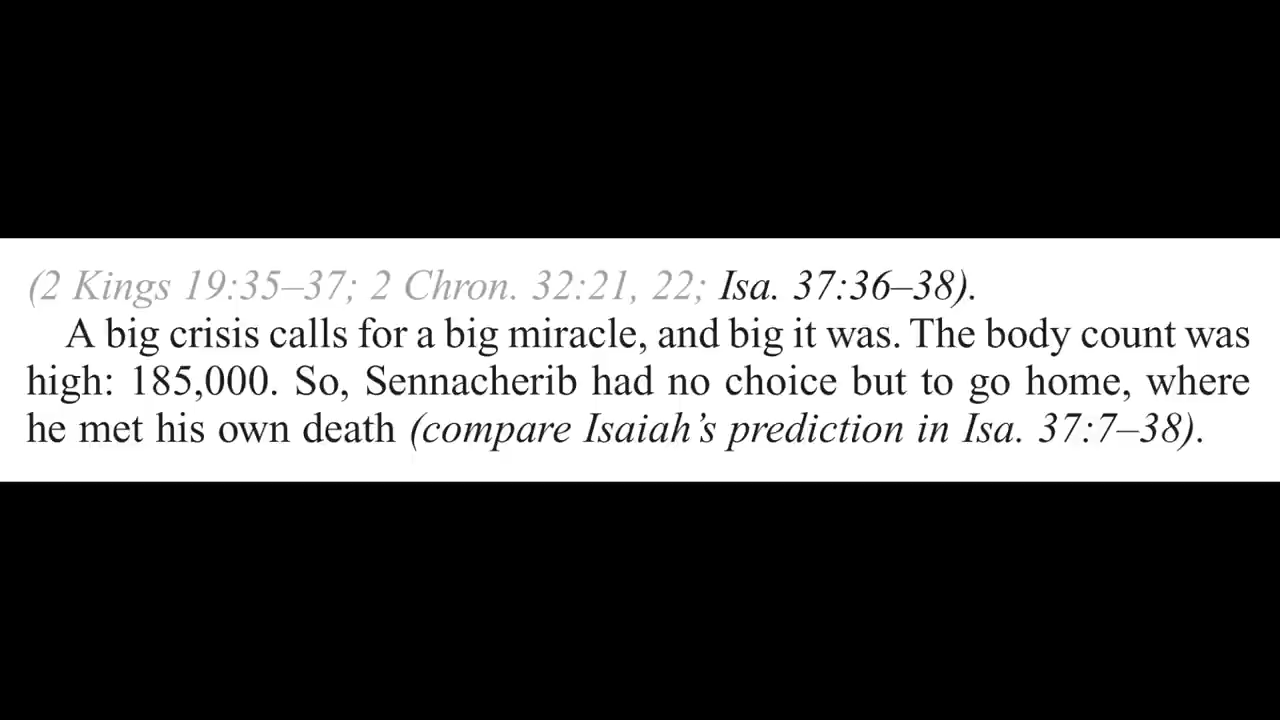 (2 Kings 19:35–37; 2 Chron. 32:21, 22; Isa. 37:36–38).
A big crisis calls for a big miracle, and big it was. The body count was
high: 185,000. So, Sennacherib had no choice but to go home, where
he met his own death (compare Isaiah’s prediction in Isa. 37:7–38).